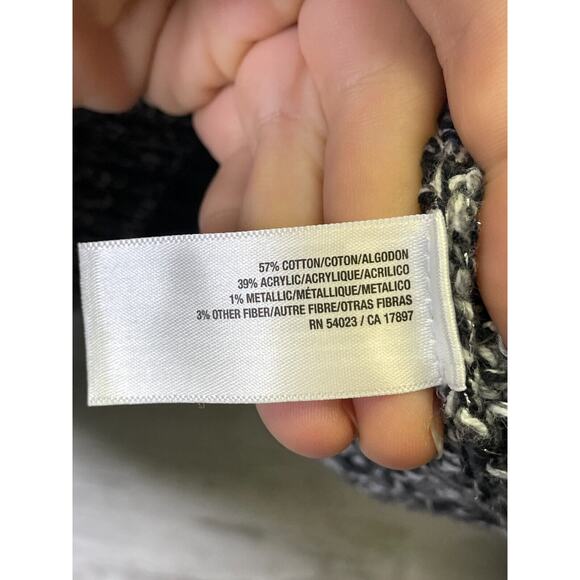 57% COTTON/COTON/ALGODON
39% ACRYLIC/ACRYLIQUE/ACRILICO
1% METALLIC/MÉTALLIQUE/METALICO
3% OTHER FIBER/AUTRE FIBRE/OTRAS FIBRAS
RN 54023 / CA 17897